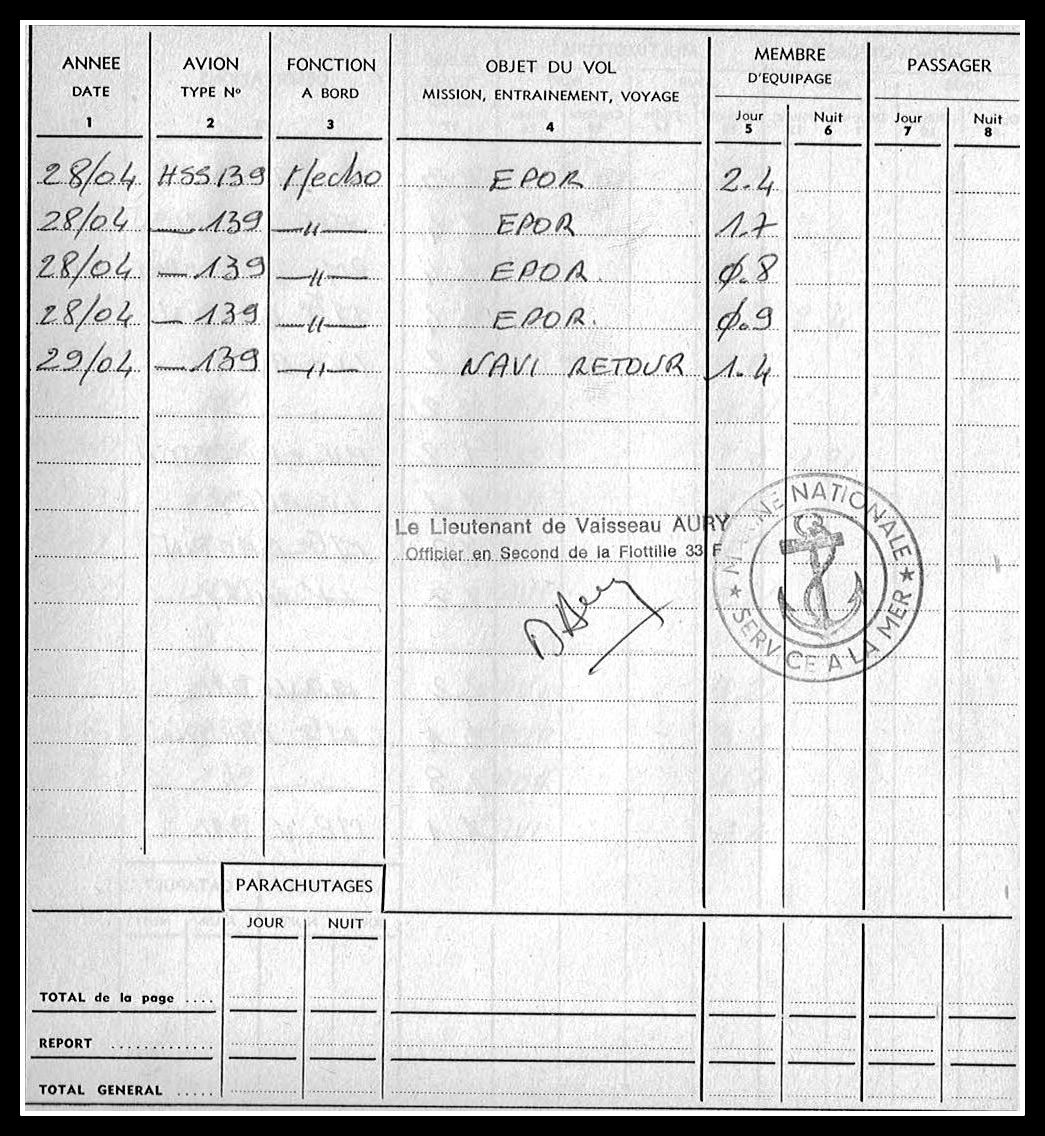 ANNEE AVION FONCTION OBJET DU VOL MEMBRE D'EQUIPAGE PASSAGER
DATE TYPE No A BORD MISSION, ENTRAINEMENT, VOYAGE Jour Nuit Jour Nuit
1 2 3 4 5 6 7 8
28/04 HSS 139 Mecbo EPOR 2.4
28/04 — 139 —"— EPOR 1.7
28/04 — 139 —"— EPOR. Ø.8
28/04 — 139 —"— EPOR. Ø.9
29/04 — 139 —"— NAVI RETOUR 1.4
Le Lieutenant de Vaisseau AURY
Officier en Second de la Flottille 33 F
MARINE NATIONALE
★ SERVICE A LA MER ★
D Aury
PARACHUTAGES
JOUR NUIT
TOTAL de la page ....
REPORT ............
TOTAL GENERAL .....